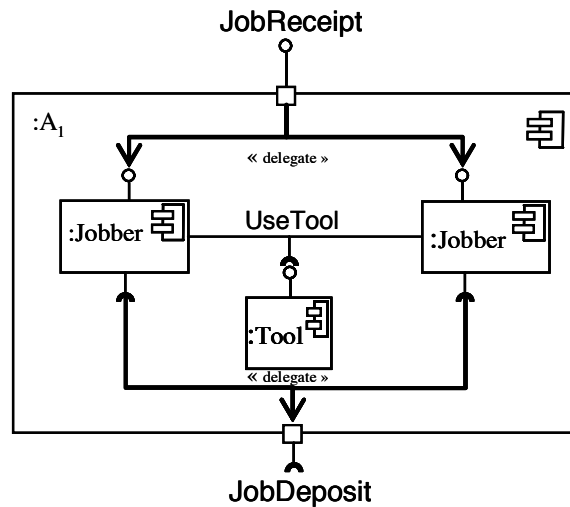 JobReceipt
:A1
« delegate »
:Jobber
UseTool
:Jobber
:Tool
« delegate »
JobDeposit